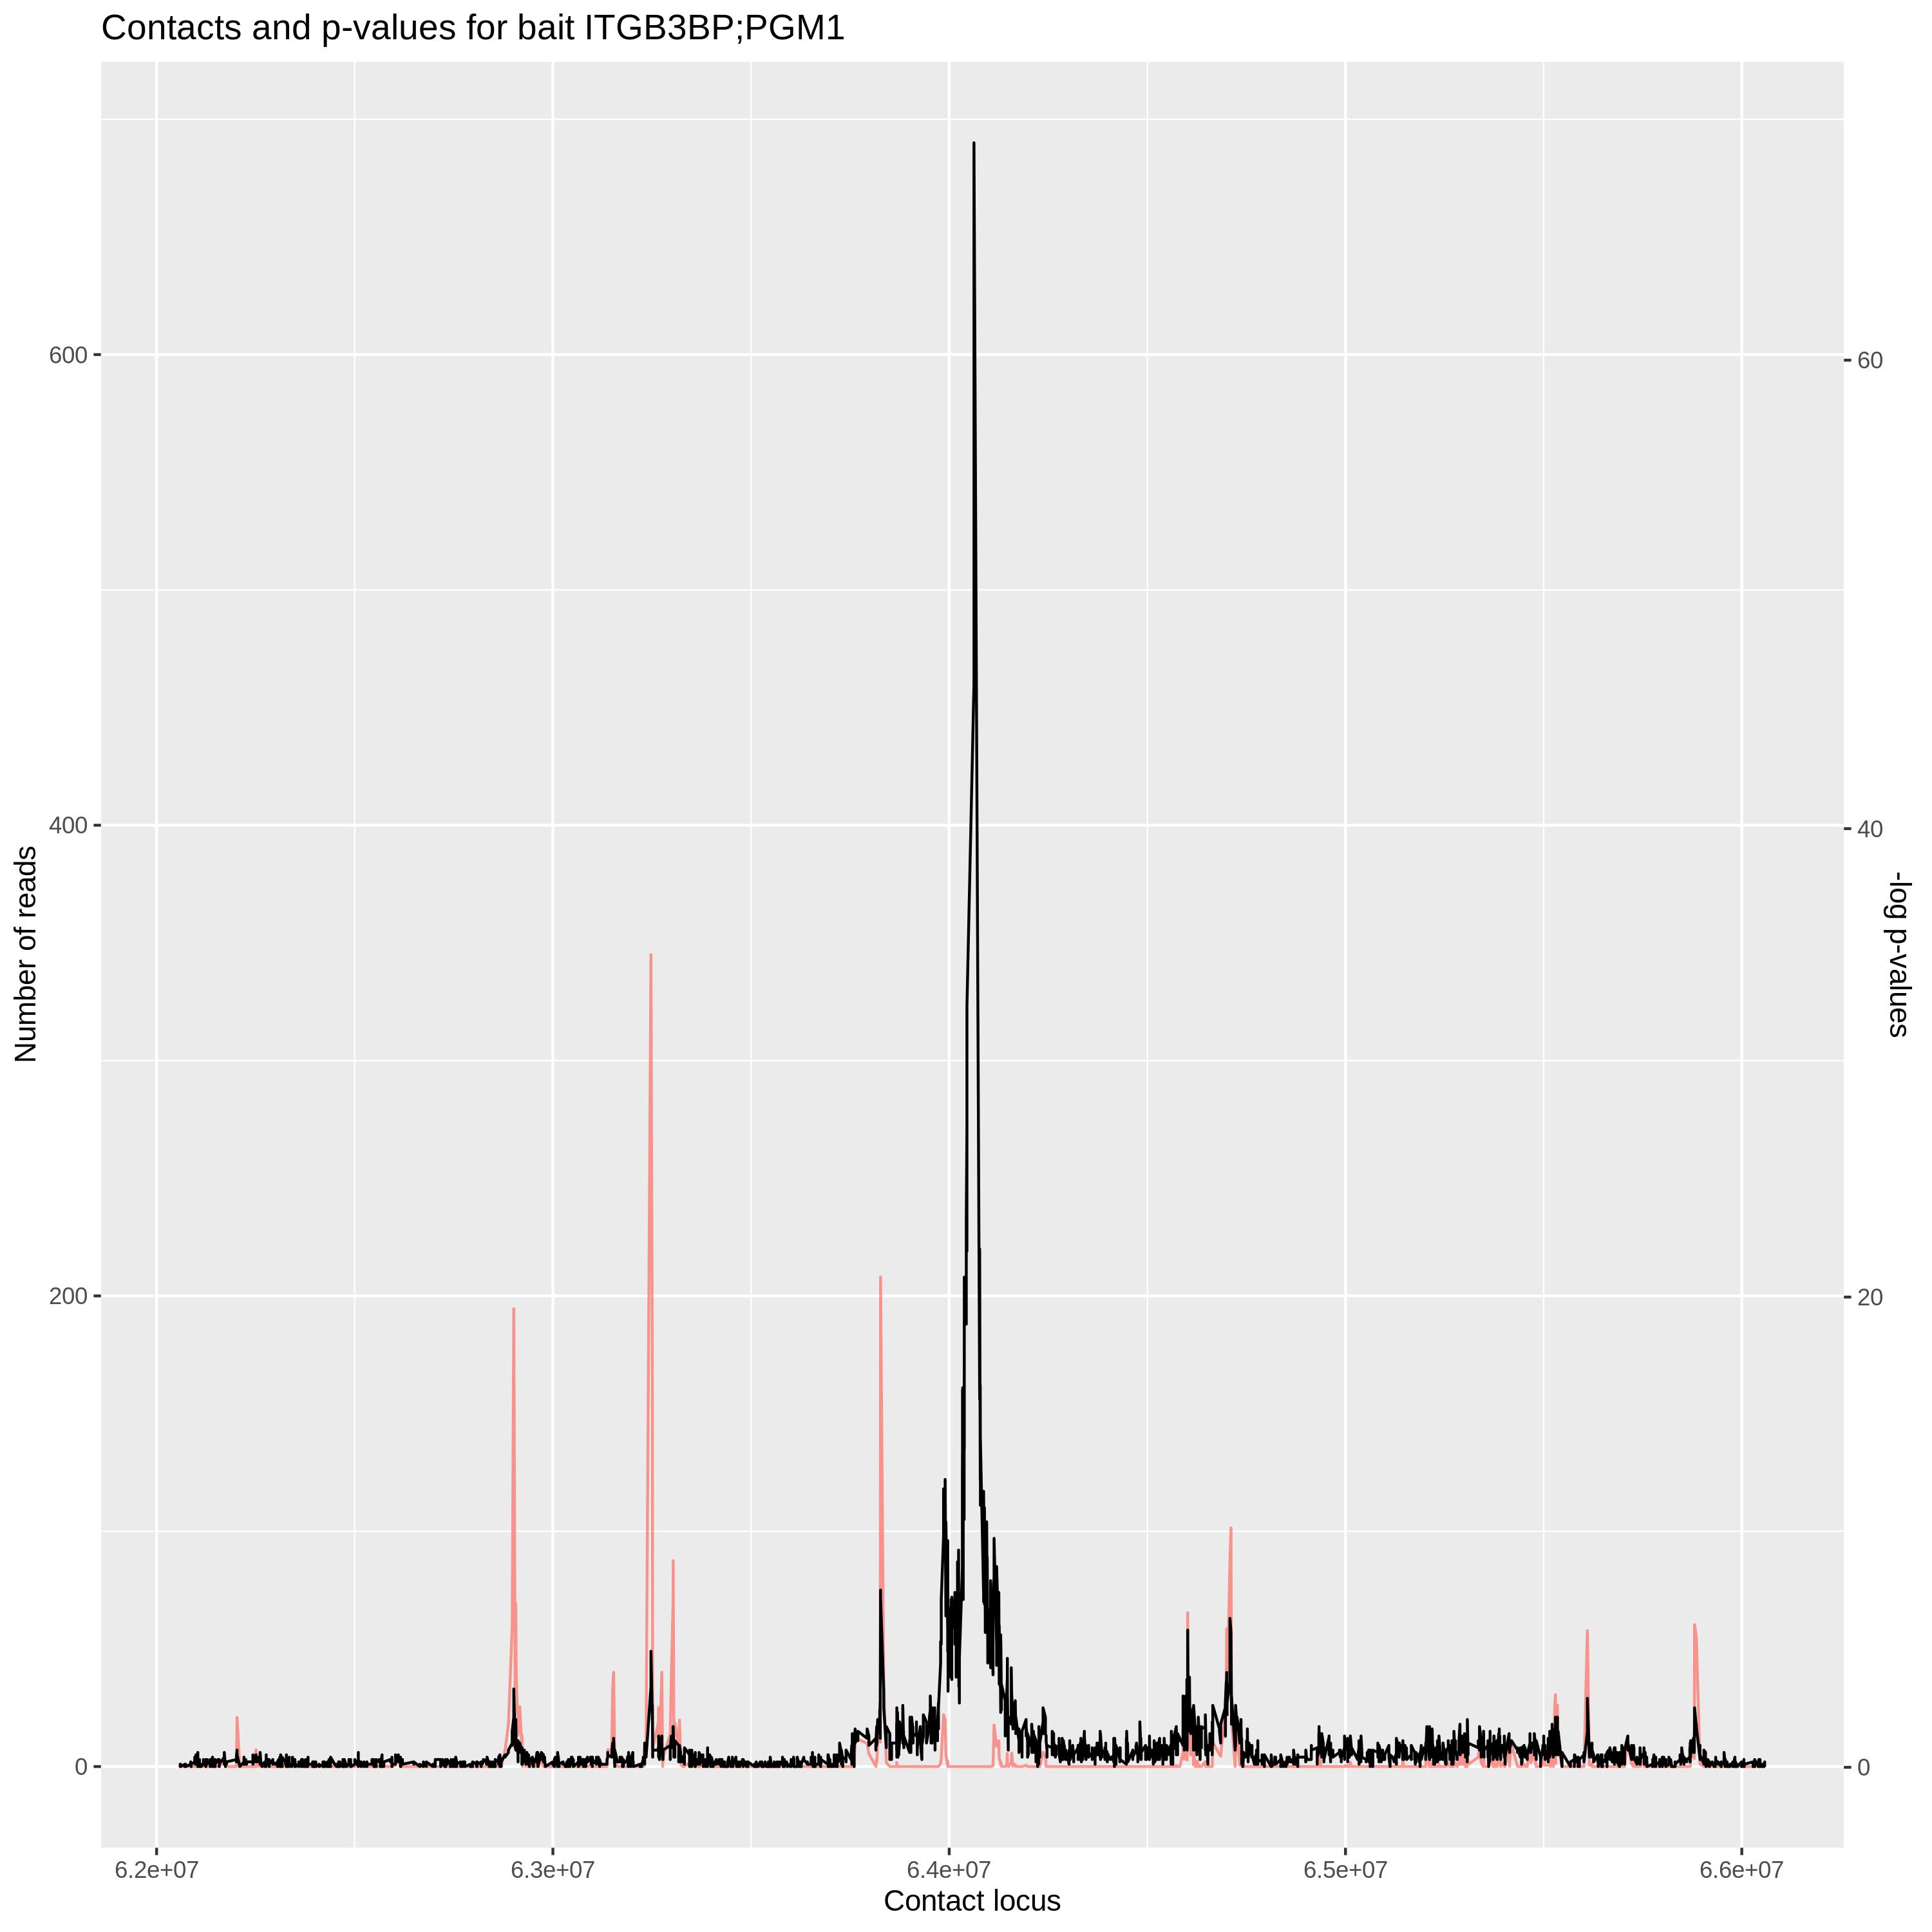 Contacts and p-values for bait ITGB3BP;PGM1
600
400
200
0
Number of reads
60
40
20
0
-log p-values
6.2e+07 6.3e+07 6.4e+07 6.5e+07 6.6e+07
Contact locus